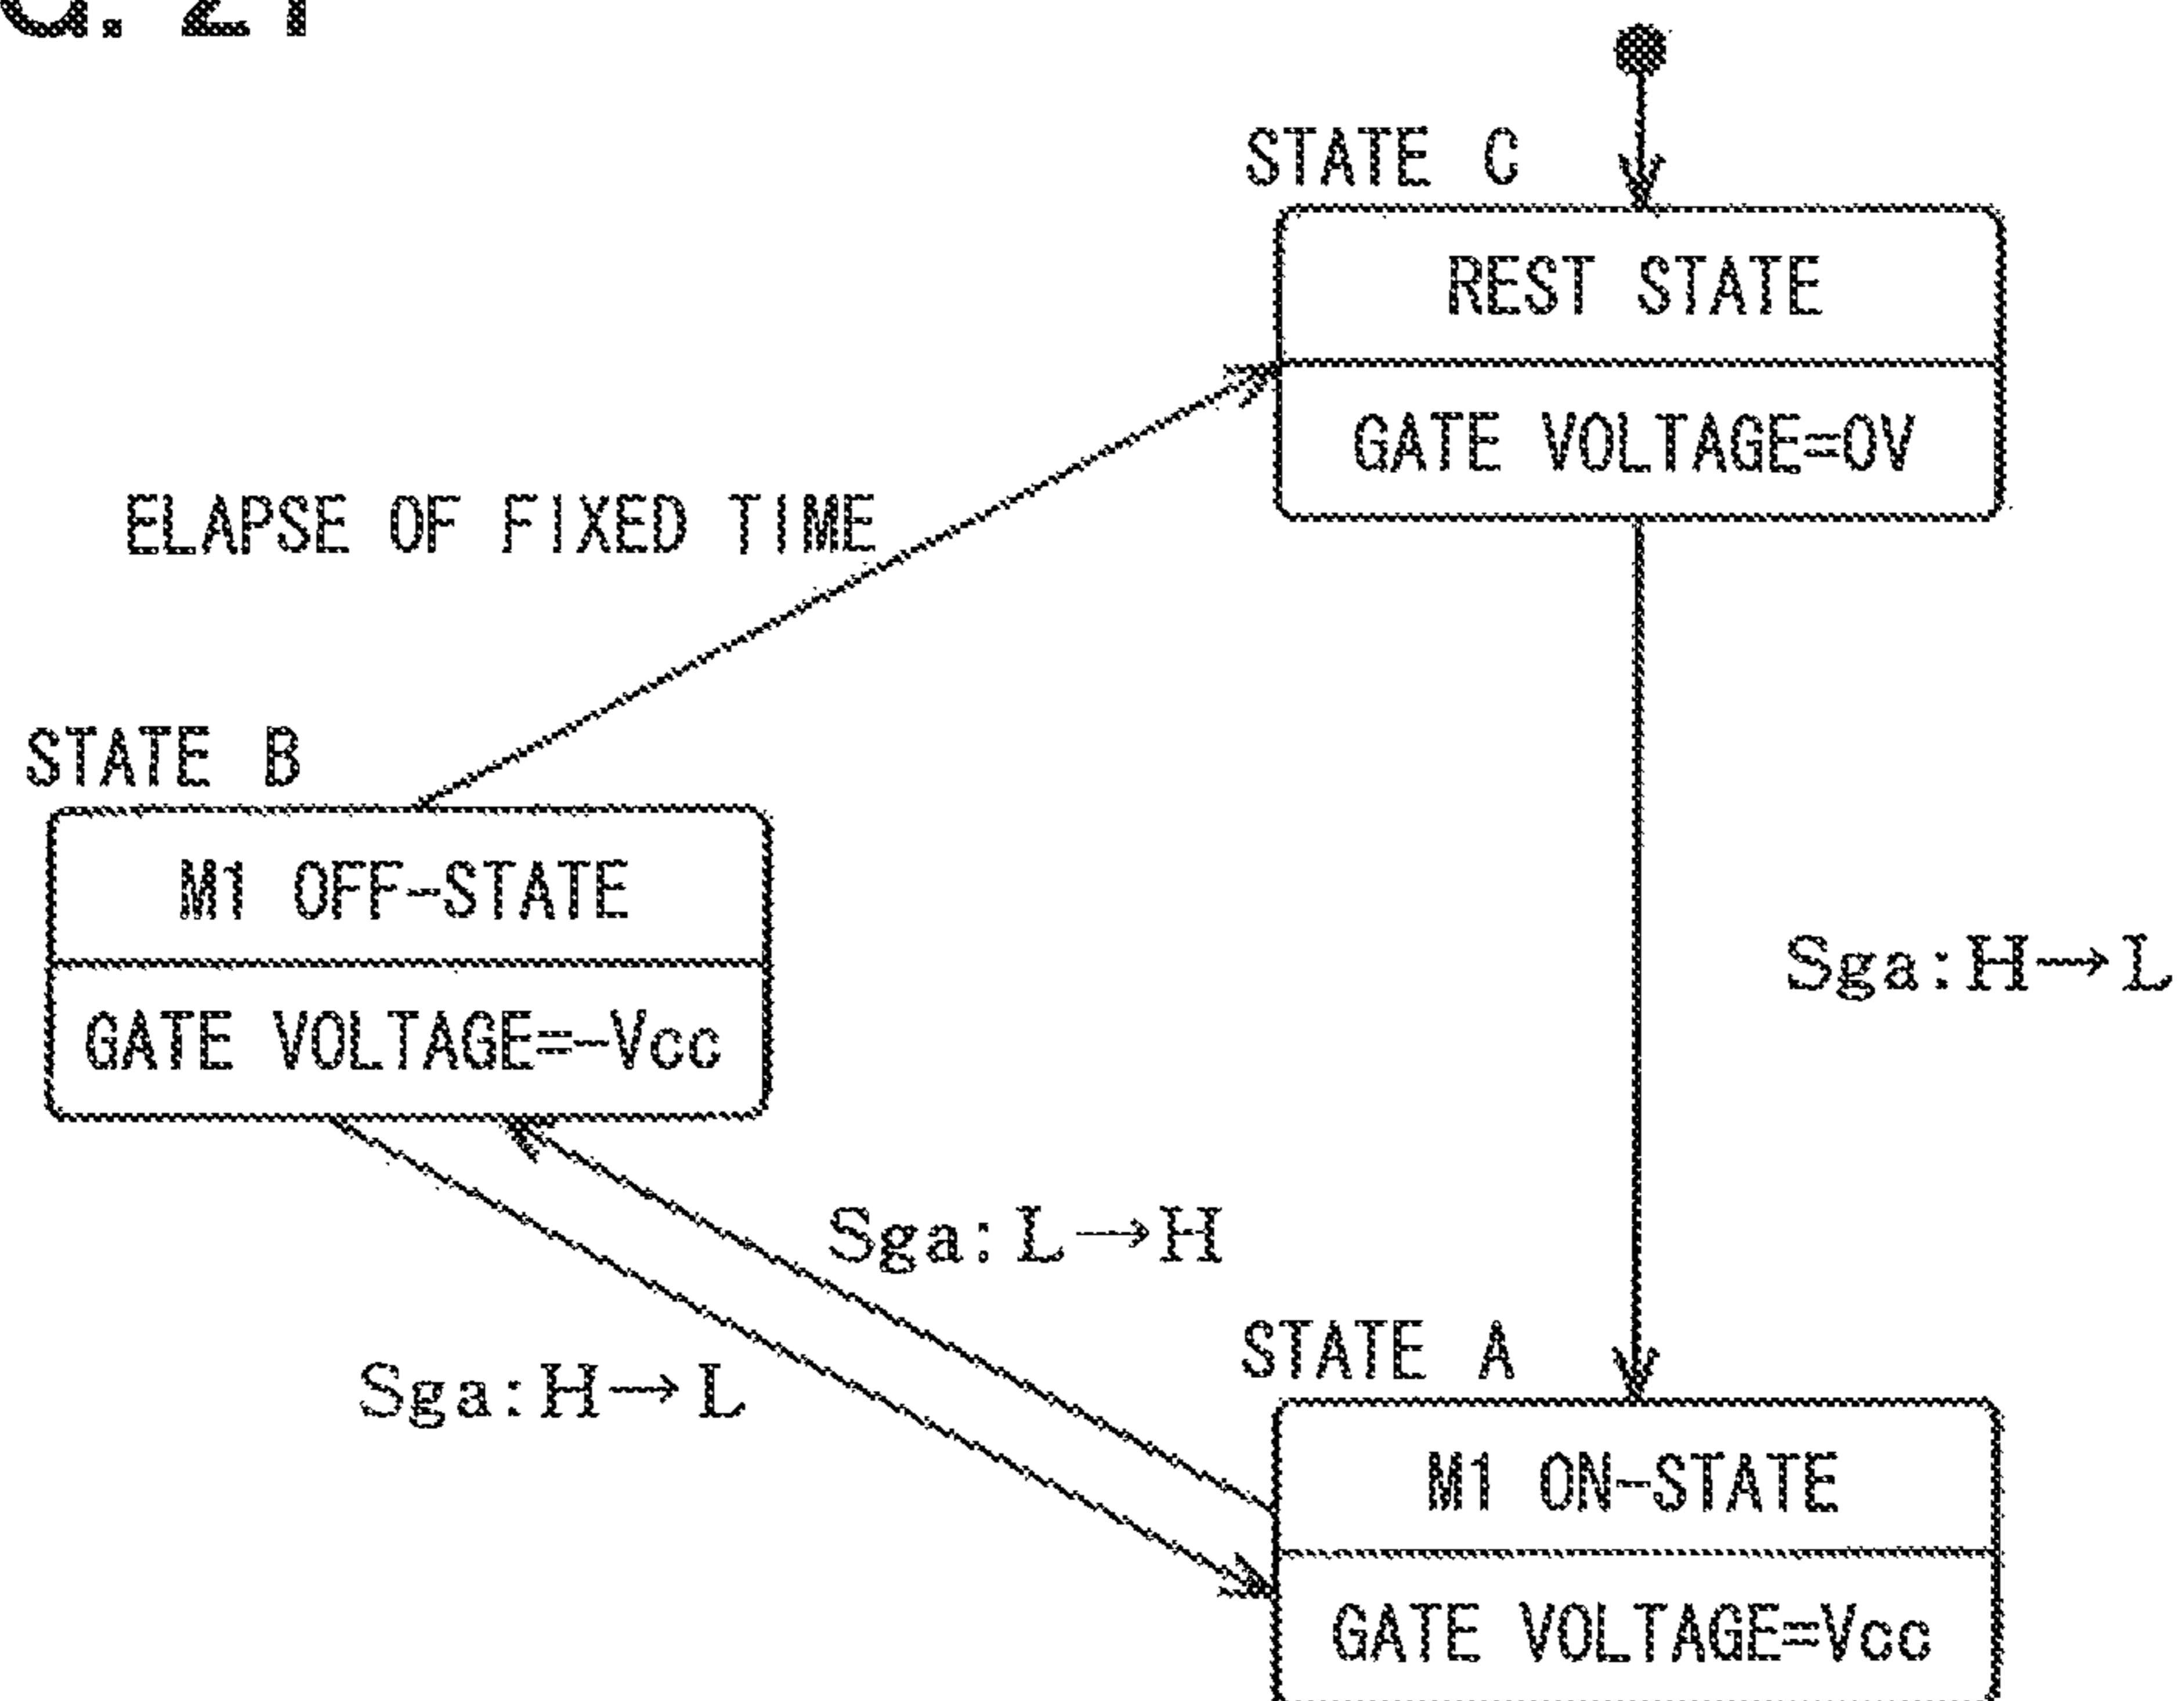 G. 21
STATE C
REST STATE
GATE VOLTAGE=0V
ELAPSE OF FIXED TIME
STATE B
M1 OFF-STATE
GATE VOLTAGE=-Vcc
Sga:H→L
Sga:L→H
Sga:H→L
STATE A
M1 ON-STATE
GATE VOLTAGE=Vcc